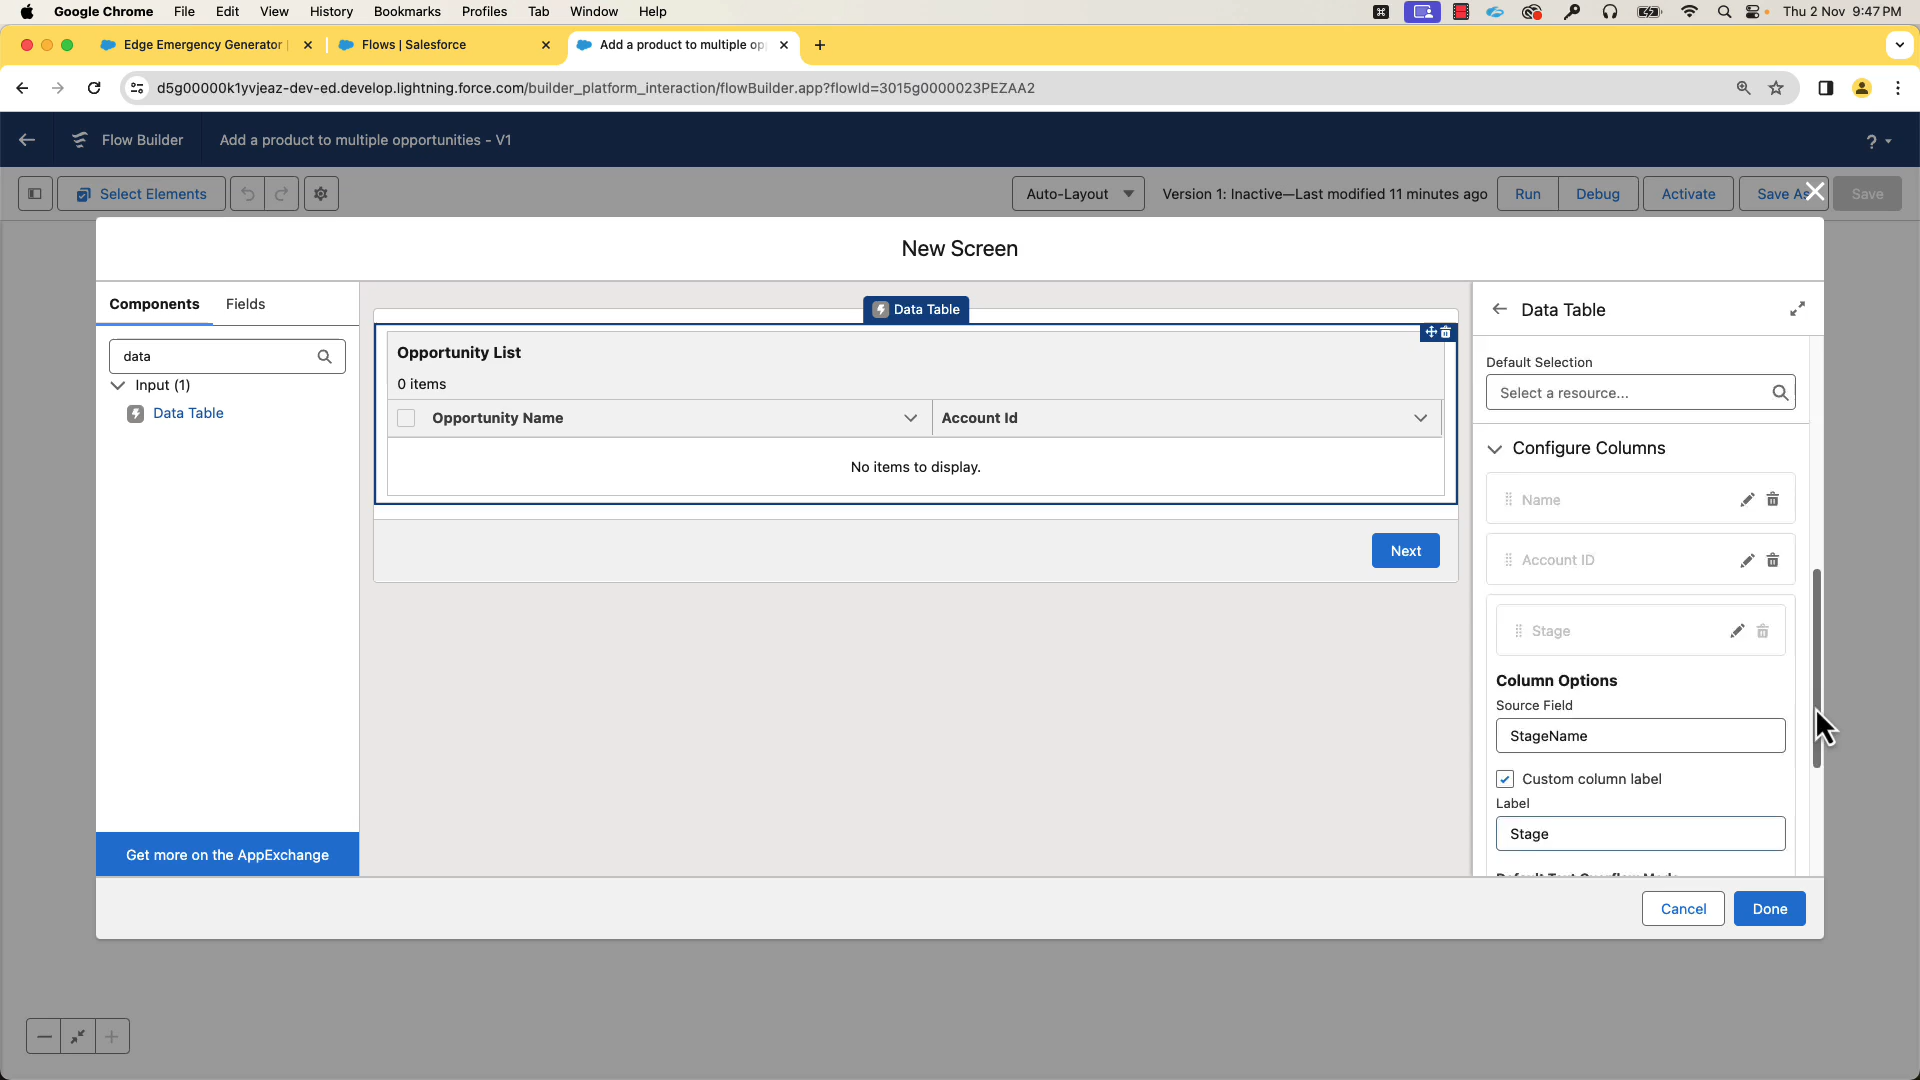 Google Chrome File Edit View History Bookmarks Profiles Tab Window Help Thu 2 Nov 9:47 PM
Edge Emergency Generator Flows | Salesforce Add a product to multiple op
d5g00000k1yvjeaz-dev-ed.develop.lightning.force.com/builder_platform_interaction/flowBuilder.app?flowId=3015g0000023PEZAA2
Flow Builder Add a product to multiple opportunities - V1 ?
Select Elements Auto-Layout Version 1: Inactive—Last modified 11 minutes ago Run Debug Activate Save As Save
New Screen
Components Fields
data
Input (1)
Data Table
Get more on the AppExchange
Data Table
Opportunity List
0 items
Opportunity Name Account Id
No items to display.
Next
Data Table
Default Selection
Select a resource...
Configure Columns
Name
Account ID
Stage
Column Options
Source Field
StageName
Custom column label
Label
Stage
Cancel Done